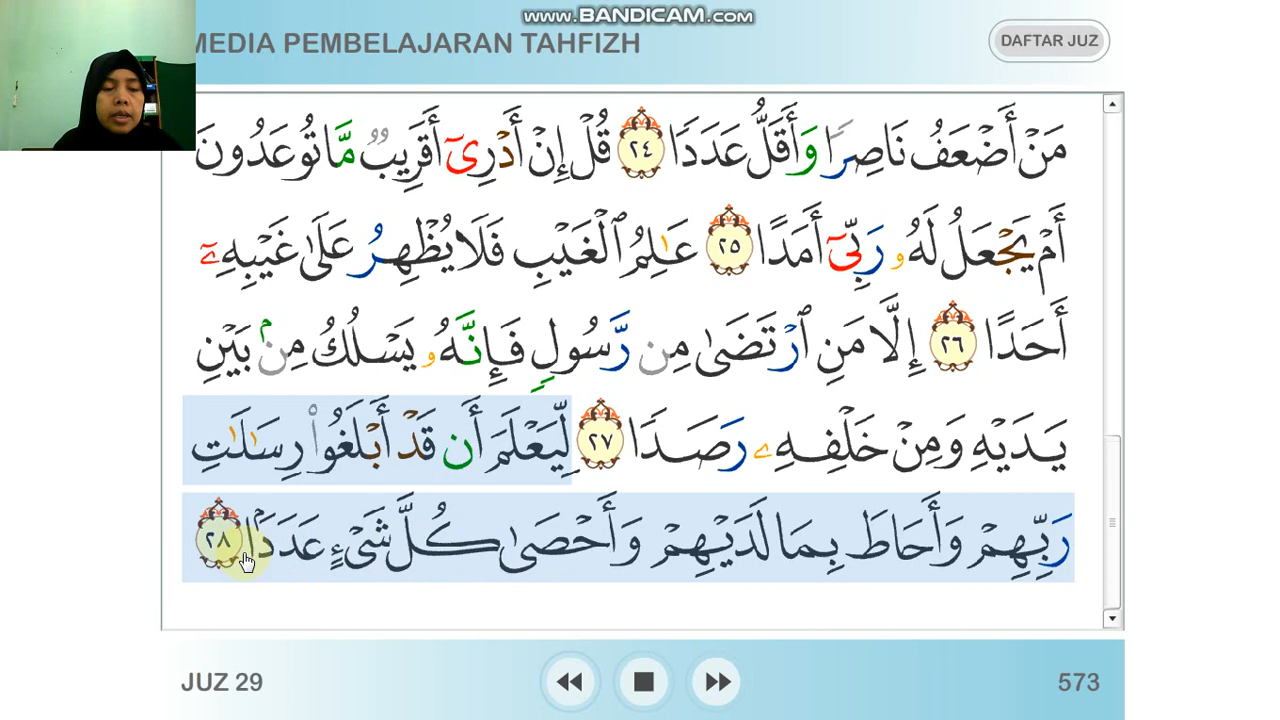 www.BANDICAM.com
MEDIA PEMBELAJARAN TAHFIZH
DAFTAR JUZ
مَنْ أَضْعَفُ نَاصِرًا وَأَقَلُّ عَدَدًا ٢٤ قُلْ إِنْ أَدْرِىٓ أَقَرِيبٌ مَّا تُوعَدُونَ
أَمْ يَجْعَلُ لَهُۥ رَبِّىٓ أَمَدًا ٢٥ عَـٰلِمُ ٱلْغَيْبِ فَلَا يُظْهِرُ عَلَىٰ غَيْبِهِۦٓ
أَحَدًا ٢٦ إِلَّا مَنِ ٱرْتَضَىٰ مِن رَّسُولٍ فَإِنَّهُۥ يَسْلُكُ مِنۢ بَيْنِ
يَدَيْهِ وَمِنْ خَلْفِهِۦ رَصَدًا ٢٧ لِّيَعْلَمَ أَن قَدْ أَبْلَغُوا۟ رِسَـٰلَـٰتِ
رَبِّهِمْ وَأَحَاطَ بِمَا لَدَيْهِمْ وَأَحْصَىٰ كُلَّ شَىْءٍ عَدَدًۢا ٢٨
JUZ 29
573